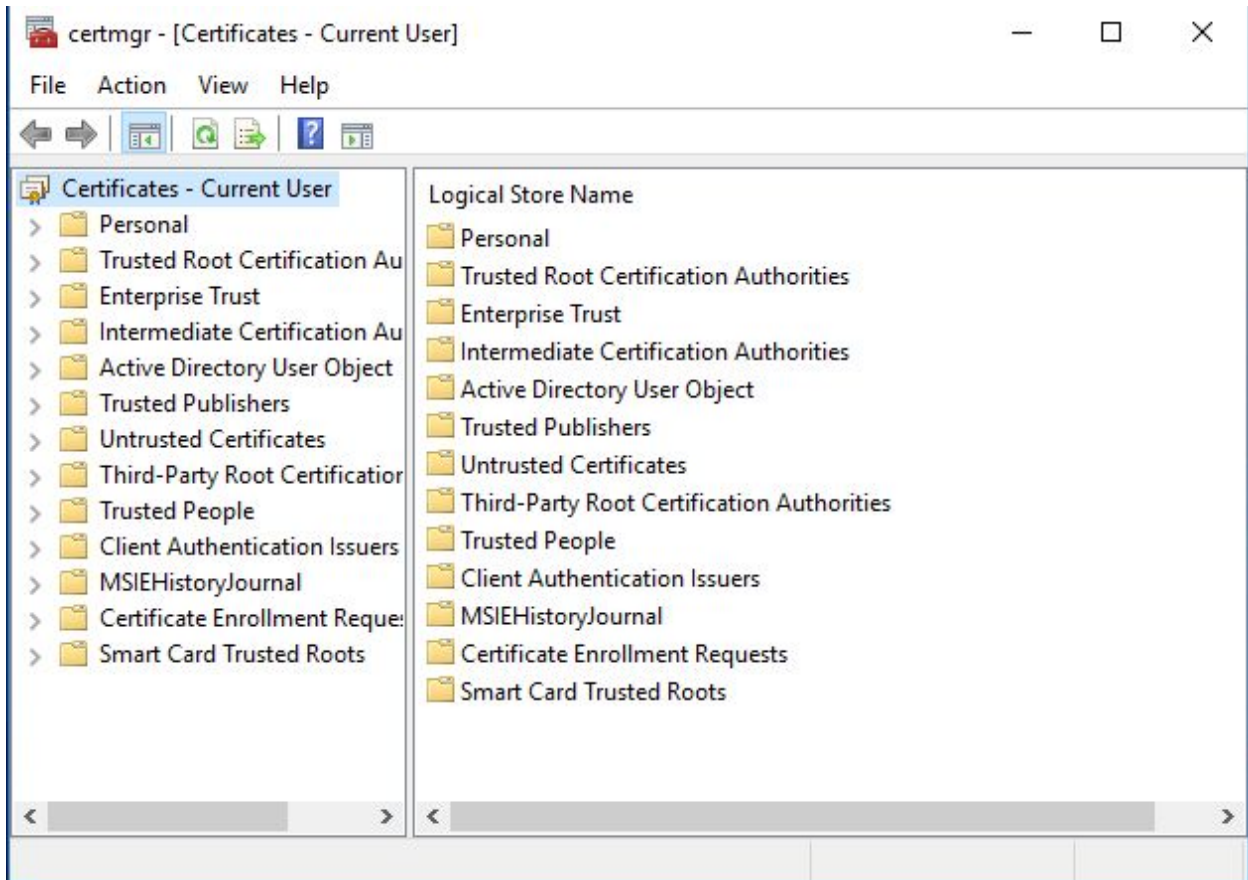 certmgr - [Certificates - Current User]
File Action View Help
Certificates - Current User
Personal
Trusted Root Certification Au
Enterprise Trust
Intermediate Certification Au
Active Directory User Object
Trusted Publishers
Untrusted Certificates
Third-Party Root Certification
Trusted People
Client Authentication Issuers
MSIEHistoryJournal
Certificate Enrollment Reques
Smart Card Trusted Roots
Logical Store Name
Personal
Trusted Root Certification Authorities
Enterprise Trust
Intermediate Certification Authorities
Active Directory User Object
Trusted Publishers
Untrusted Certificates
Third-Party Root Certification Authorities
Trusted People
Client Authentication Issuers
MSIEHistoryJournal
Certificate Enrollment Requests
Smart Card Trusted Roots